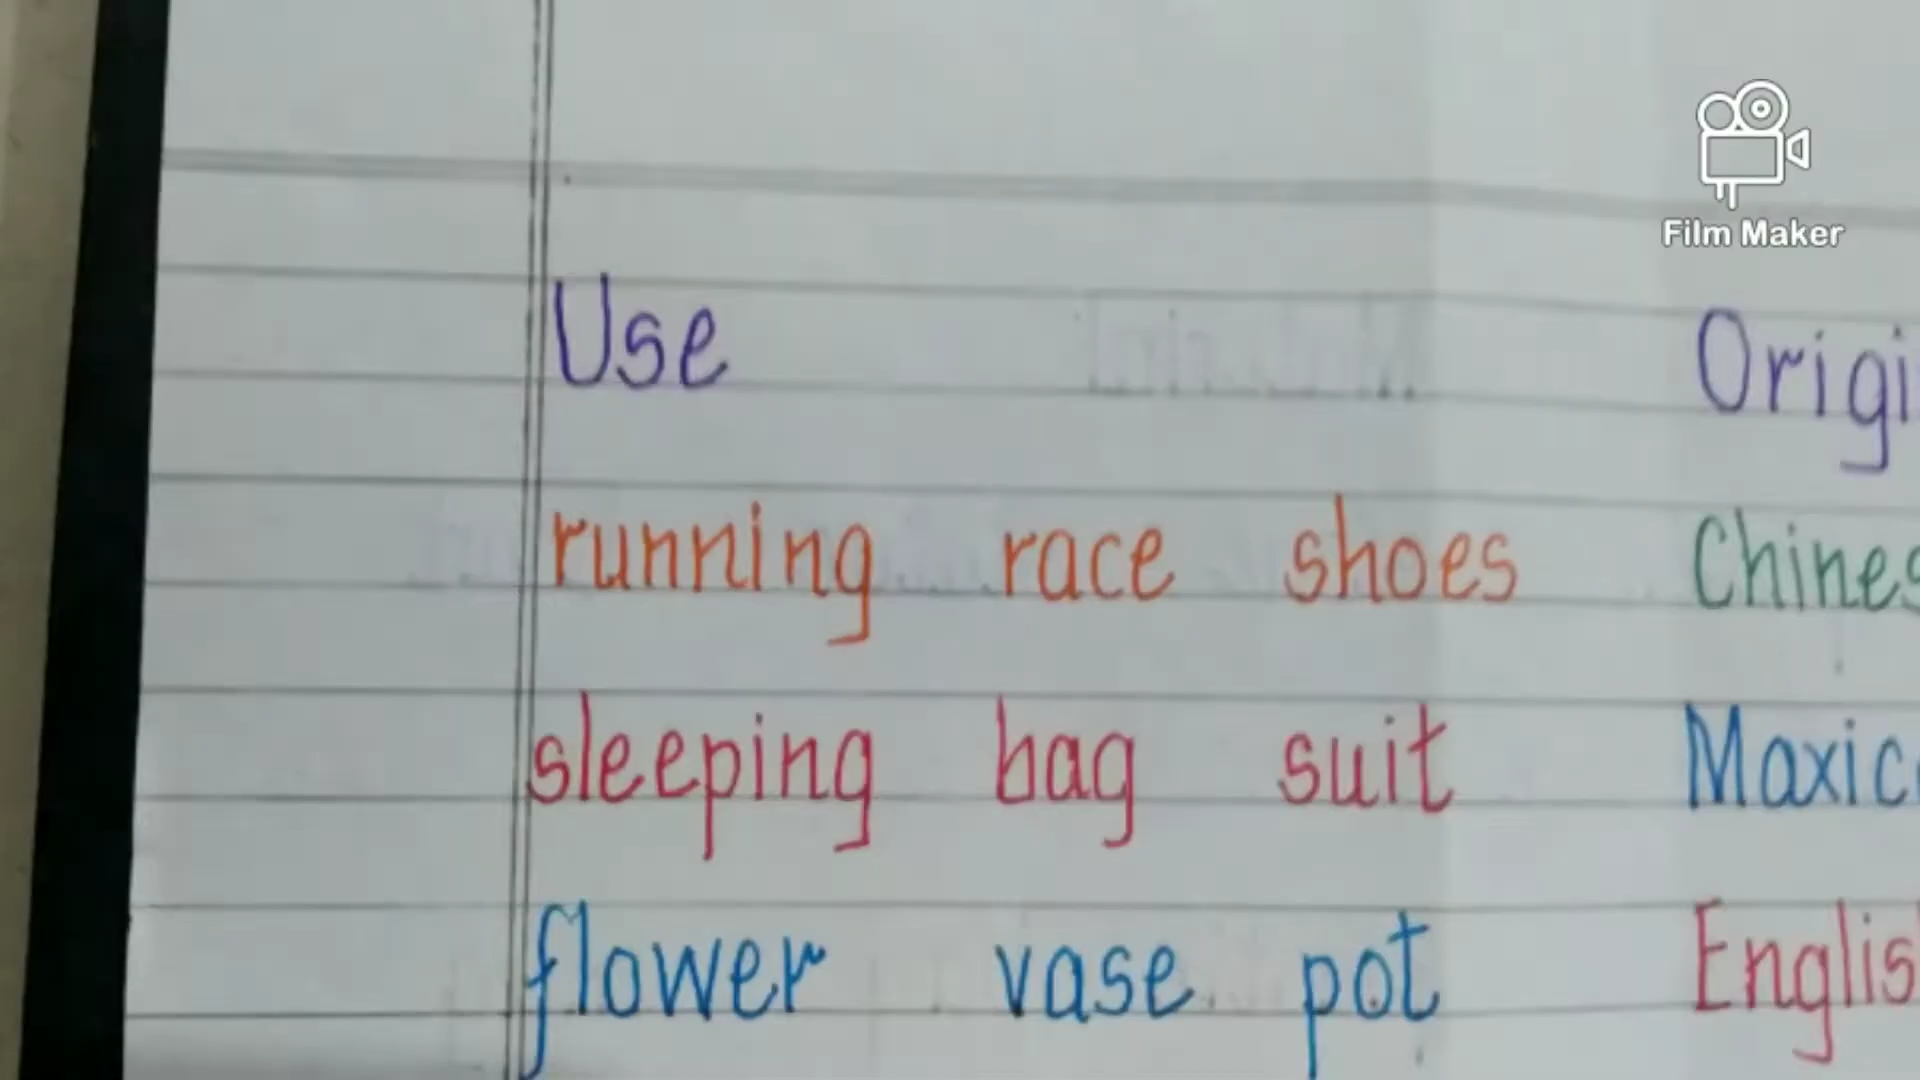 Film Maker
Use Origi
running race shoes Chines
sleeping bag suit Maxic
flower vase pot Englis